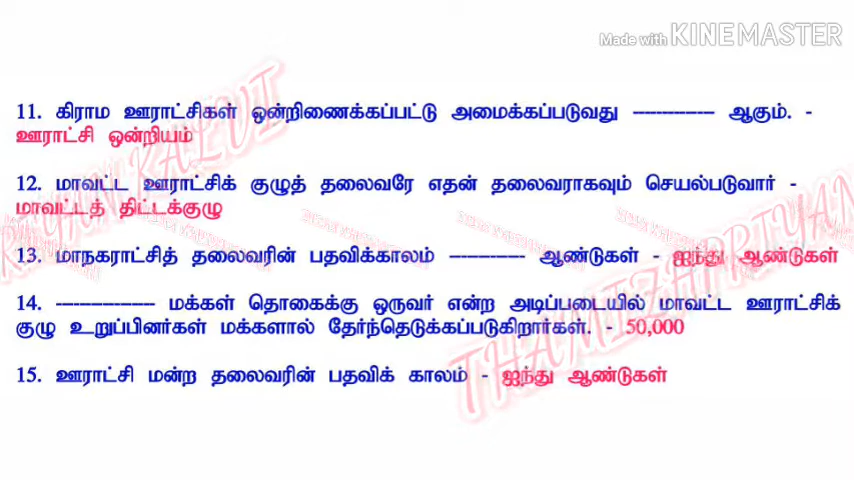 Made with KINEMASTER
11. கிராம ஊராட்சிகள் ஒன்றிணைக்கப்பட்டு அமைக்கப்படுவது --------------- ஆகும். -
ஊராட்சி ஒன்றியம்
12. மாவட்ட ஊராட்சிக் குழுத் தலைவரே எதன் தலைவராகவும் செயல்படுவார் -
மாவட்டத் திட்டக்குழு
13. மாநகராட்சித் தலைவரின் பதவிக்காலம் -------------- ஆண்டுகள் - ஐந்து ஆண்டுகள்
14. ------------------ மக்கள் தொகைக்கு ஒருவர் என்ற அடிப்படையில் மாவட்ட ஊராட்சிக்
குழு உறுப்பினர்கள் மக்களால் தேர்ந்தெடுக்கப்படுகிறார்கள். - 50,000
15. ஊராட்சி மன்ற தலைவரின் பதவிக் காலம் - ஐந்து ஆண்டுகள்
THAMIZHPRIYAN KALVI